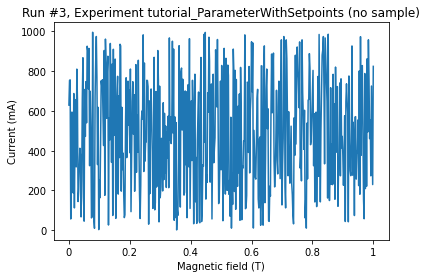 Run #3, Experiment tutorial_ParameterWithSetpoints (no sample)
1000
800
600
400
200
0
Current (mA)
0 0.2 0.4 0.6 0.8 1
Magnetic field (T)